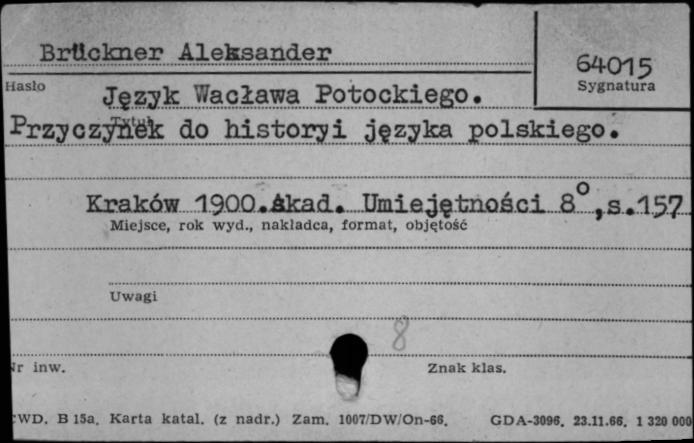 Brückner Aleksander
64015
Hasło
Sygnatura
Język Wacława Potockiego.
Przyczynek do historyi języka polskiego.
Tytuł
Kraków 1900.Akad. Umiejętności 8°,s.157
Miejsce, rok wyd., nakładca, format, objętość
Uwagi
8
Nr inw.
Znak klas.
CWD. B 15a. Karta katal. (z nadr.) Zam. 1007/DW/On-66. GDA-3096. 23.11.66. 1 320 000